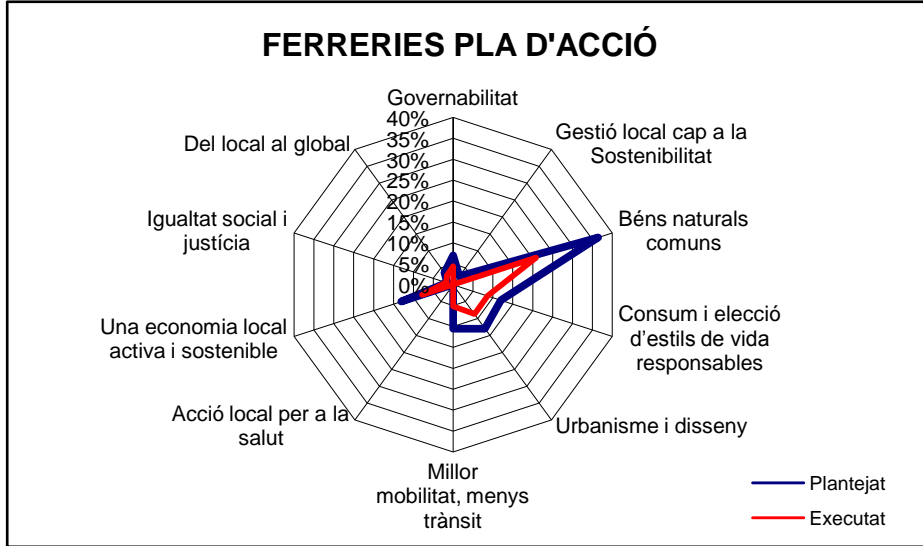 FERRERIES PLA D'ACCIÓ
Governabilitat
Gestió local cap a la
Sostenibilitat
Béns naturals
comuns
Consum i elecció
d'estils de vida
responsables
Urbanisme i disseny
Millor
mobilitat, menys
trànsit
Acció local per a la
salut
Una economia local
activa i sostenible
Igualtat social i
justícia
Del local al global
40%
35%
30%
25%
20%
15%
10%
5%
0%
Plantejat
Executat